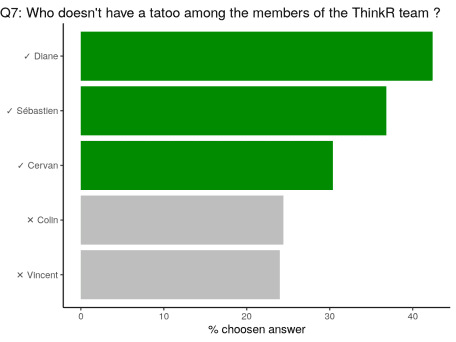 Q7: Who doesn't have a tatoo among the members of the ThinkR team ?
✓ Diane
✓ Sébastien
✓ Cervan
✕ Colin
✕ Vincent
0 10 20 30 40
% choosen answer